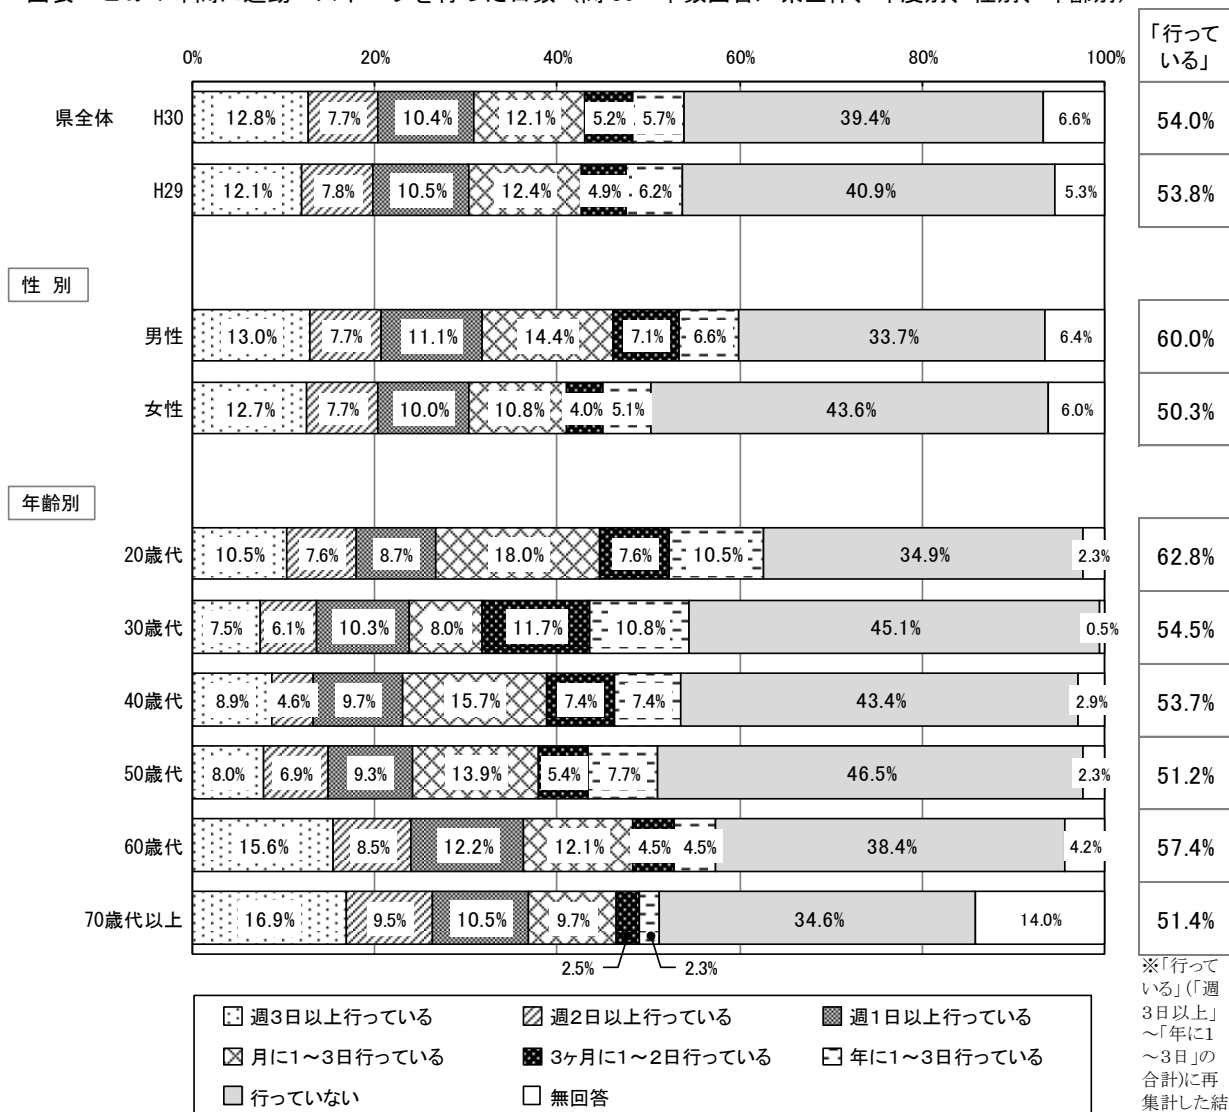 「行って
いる」
0% 20% 40% 60% 80% 100%
県全体 H30 12.8% 7.7% 10.4% 12.1% 5.2% 5.7% 39.4% 6.6% 54.0%
H29 12.1% 7.8% 10.5% 12.4% 4.9% 6.2% 40.9% 5.3% 53.8%
性 別
男性 13.0% 7.7% 11.1% 14.4% 7.1% 6.6% 33.7% 6.4% 60.0%
女性 12.7% 7.7% 10.0% 10.8% 4.0% 5.1% 43.6% 6.0% 50.3%
年齢別
20歳代 10.5% 7.6% 8.7% 18.0% 7.6% 10.5% 34.9% 2.3% 62.8%
30歳代 7.5% 6.1% 10.3% 8.0% 11.7% 10.8% 45.1% 0.5% 54.5%
40歳代 8.9% 4.6% 9.7% 15.7% 7.4% 7.4% 43.4% 2.9% 53.7%
50歳代 8.0% 6.9% 9.3% 13.9% 5.4% 7.7% 46.5% 2.3% 51.2%
60歳代 15.6% 8.5% 12.2% 12.1% 4.5% 4.5% 38.4% 4.2% 57.4%
70歳代以上 16.9% 9.5% 10.5% 9.7% 34.6% 14.0% 51.4%
2.5% 2.3%
週3日以上行っている 週2日以上行っている 週1日以上行っている
月に1～3日行っている 3ヶ月に1～2日行っている 年に1～3日行っている
行っていない 無回答
※「行って
いる」（「週
3日以上」
～「年に1
～3日」の
合計)に再
集計した結